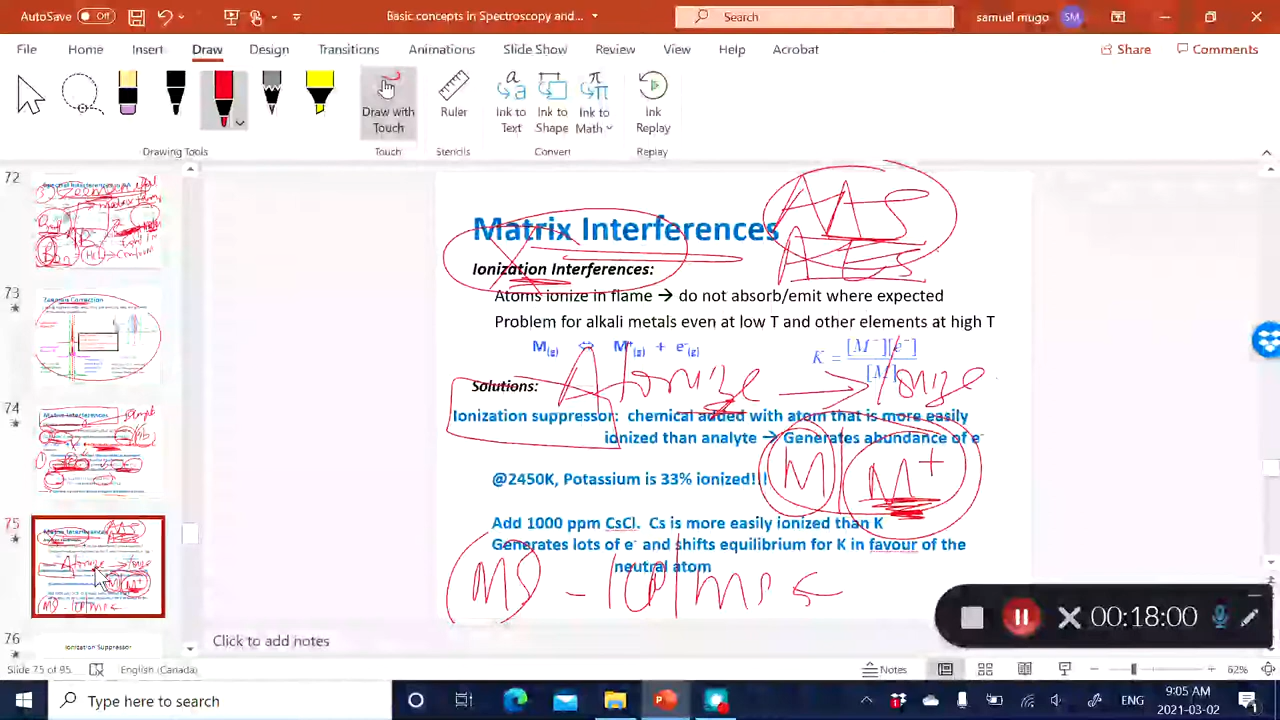 AutoSave Off
Basic concepts in Spectroscopy and...
Search
samuel mugo SM
File Home Insert Draw Design Transitions Animations Slide Show Review View Help Acrobat
Share Comments
Draw with Touch
Ruler
Ink to Text
Ink to Shape
Ink to Math
Ink Replay
Drawing Tools
Touch
Stencils
Convert
Replay
72
73
74
75
76
Ionization Suppressor
AAS
AES
Matrix Interferences
Ionization Interferences:
Atoms ionize in flame → do not absorb/emit where expected
Problem for alkali metals even at low T and other elements at high T
M(g) ⇔ M+(g) + e-(g)
K = [M+][e-] / [M]
Atomize → Ionize
Solutions:
Ionization suppressor: chemical added with atom that is more easily
ionized than analyte → Generates abundance of e-
M M+
@2450K, Potassium is 33% ionized!!!
Add 1000 ppm CsCl. Cs is more easily ionized than K
Generates lots of e- and shifts equilibrium for K in favour of the
neutral atom
00:18:00
Click to add notes
Slide 75 of 95 English (Canada) Notes 62%
Type here to search
ENG
9:05 AM
2021-03-02